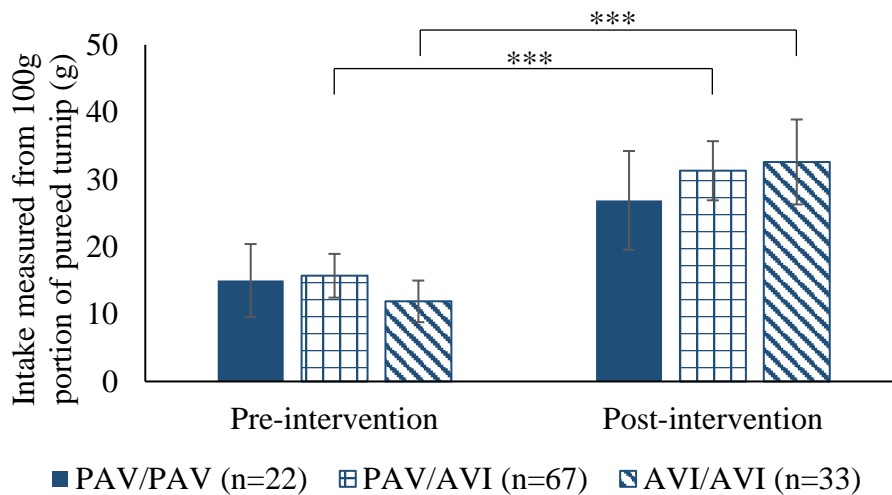 Intake measured from 100g
portion of pureed turnip (g)
50
40
30
20
10
0
***
***
Pre-intervention
Post-intervention
PAV/PAV (n=22)
PAV/AVI (n=67)
AVI/AVI (n=33)